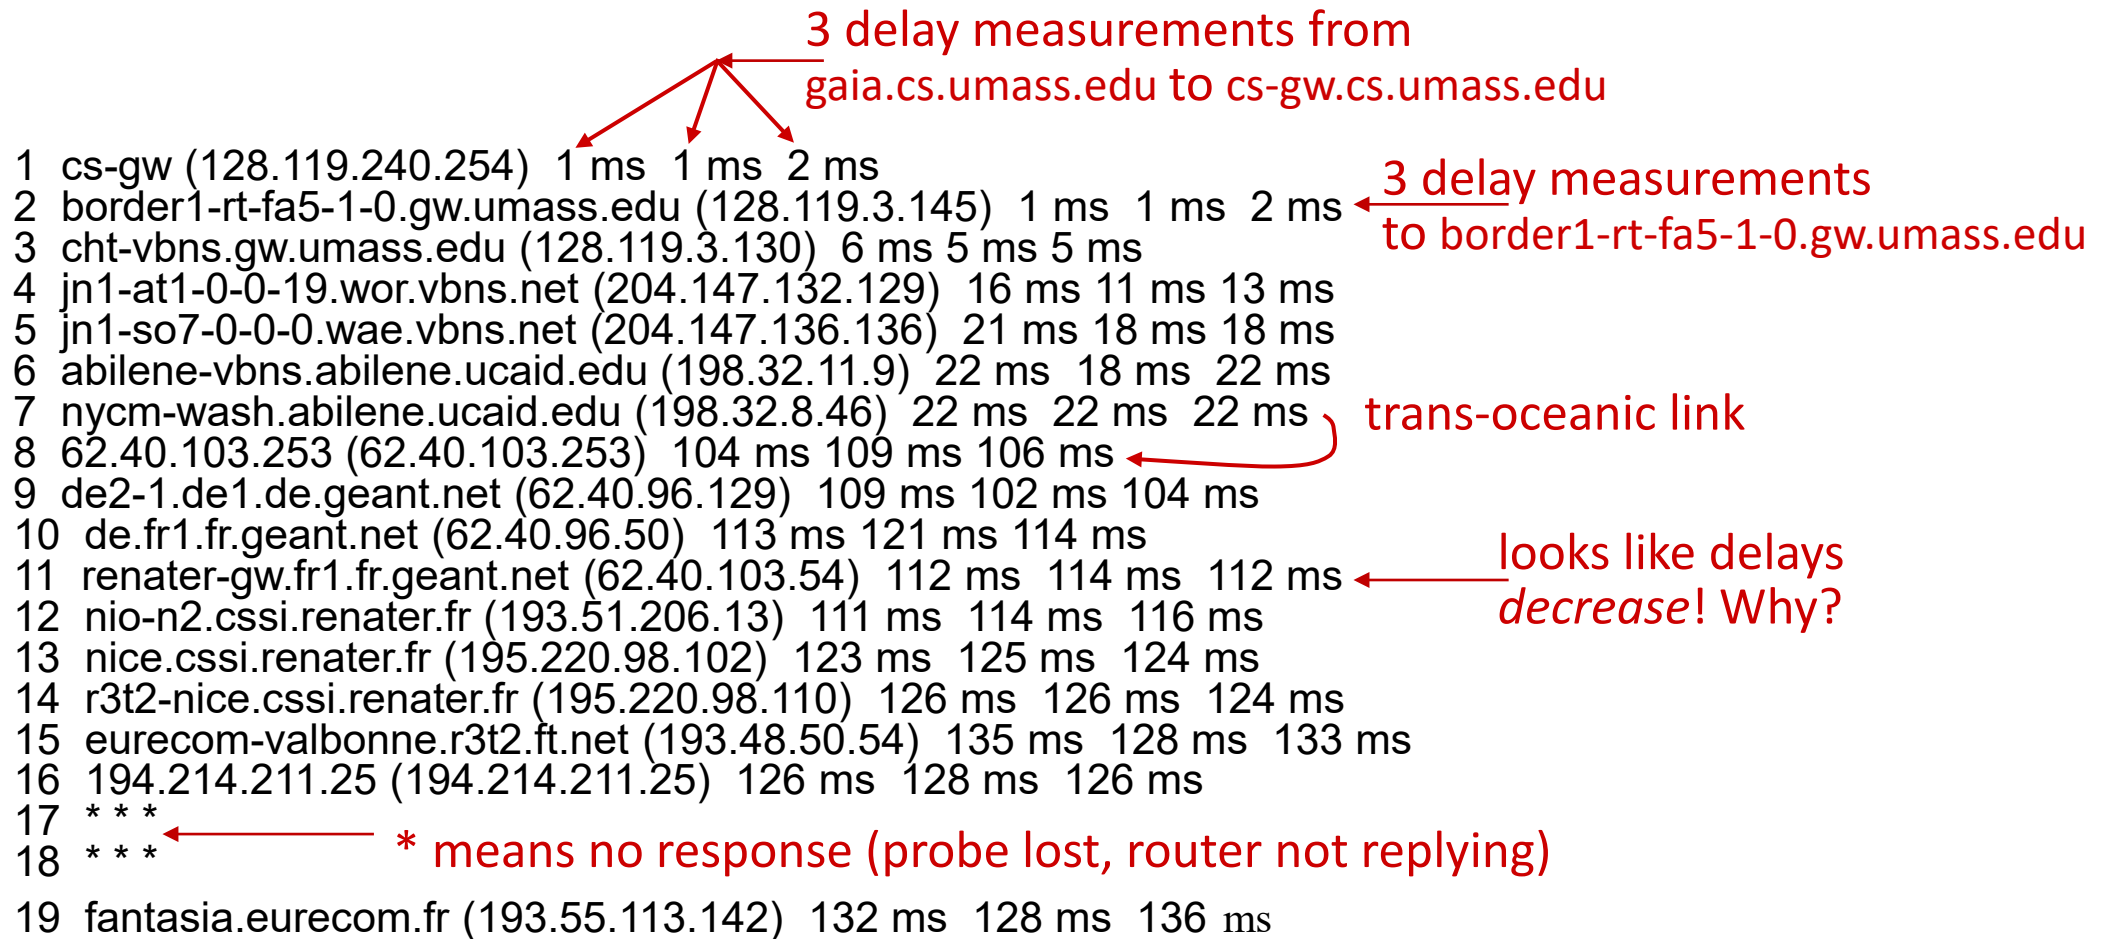 3 delay measurements from
gaia.cs.umass.edu to cs-gw.cs.umass.edu
1 cs-gw (128.119.240.254) 1 ms 1 ms 2 ms
3 delay measurements
2 border1-rt-fa5-1-0.gw.umass.edu (128.119.3.145) 1 ms 1 ms 2 ms
to border1-rt-fa5-1-0.gw.umass.edu
3 cht-vbns.gw.umass.edu (128.119.3.130) 6 ms 5 ms 5 ms
4 jn1-at1-0-0-19.wor.vbns.net (204.147.132.129) 16 ms 11 ms 13 ms
5 jn1-so7-0-0-0.wae.vbns.net (204.147.136.136) 21 ms 18 ms 18 ms
6 abilene-vbns.abilene.ucaid.edu (198.32.11.9) 22 ms 18 ms 22 ms
7 nycm-wash.abilene.ucaid.edu (198.32.8.46) 22 ms 22 ms 22 ms
trans-oceanic link
8 62.40.103.253 (62.40.103.253) 104 ms 109 ms 106 ms
9 de2-1.de1.de.geant.net (62.40.96.129) 109 ms 102 ms 104 ms
10 de.fr1.fr.geant.net (62.40.96.50) 113 ms 121 ms 114 ms
11 renater-gw.fr1.fr.geant.net (62.40.103.54) 112 ms 114 ms 112 ms
looks like delays
decrease! Why?
12 nio-n2.cssi.renater.fr (193.51.206.13) 111 ms 114 ms 116 ms
13 nice.cssi.renater.fr (195.220.98.102) 123 ms 125 ms 124 ms
14 r3t2-nice.cssi.renater.fr (195.220.98.110) 126 ms 126 ms 124 ms
15 eurecom-valbonne.r3t2.ft.net (193.48.50.54) 135 ms 128 ms 133 ms
16 194.214.211.25 (194.214.211.25) 126 ms 128 ms 126 ms
17 * * *
18 * * *
* means no response (probe lost, router not replying)
19 fantasia.eurecom.fr (193.55.113.142) 132 ms 128 ms 136 ms